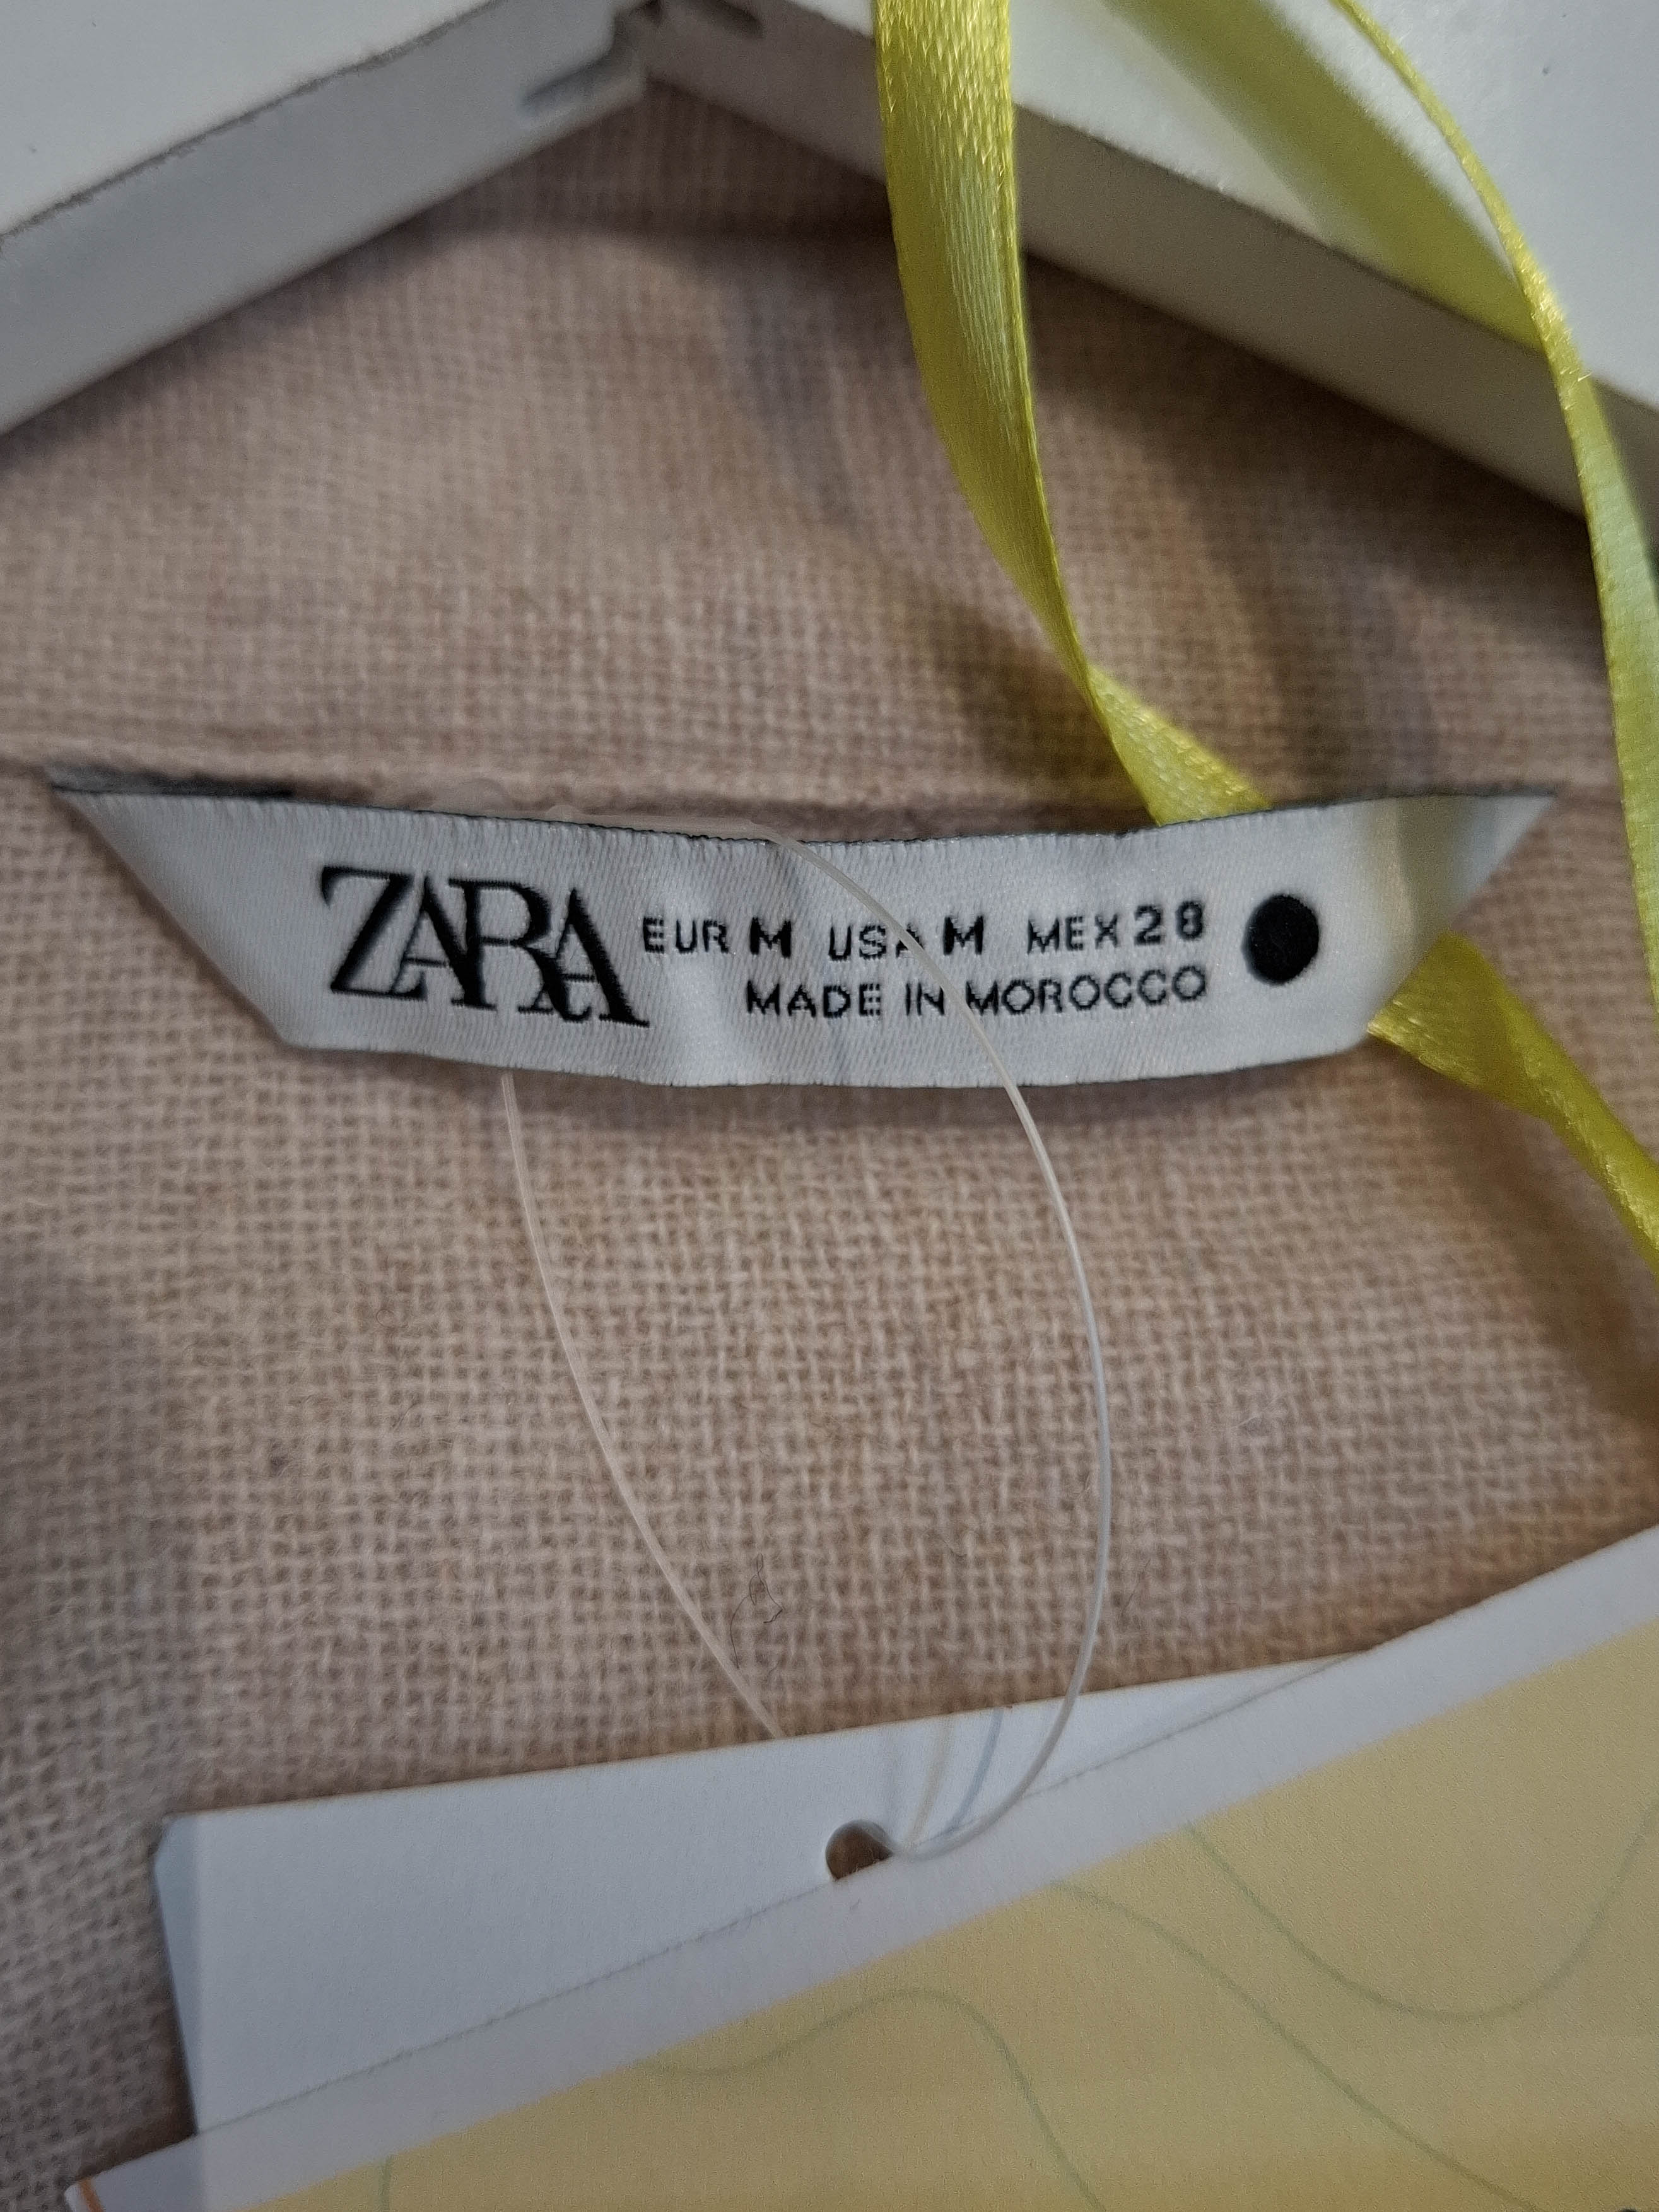 ZARA EUR M USA M MEX 28
MADE IN MOROCCO